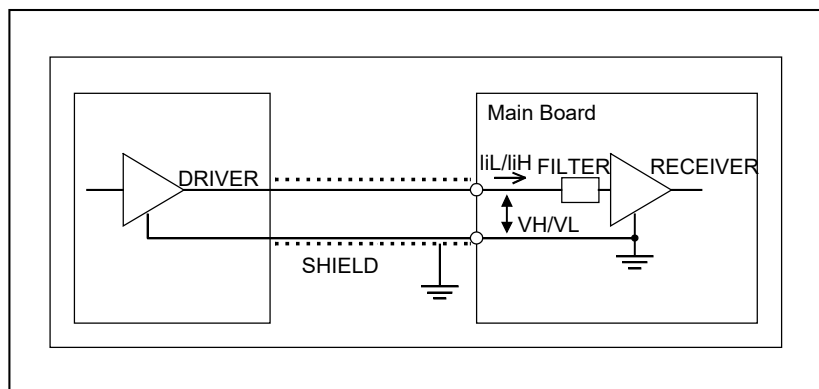 Main Board
IiL/IiH
FILTER
RECEIVER
DRIVER
VH/VL
SHIELD